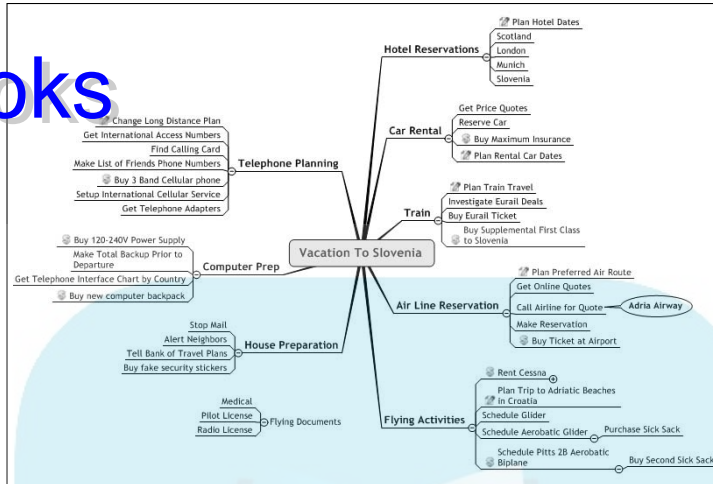 oks
Vacation To Slovenia
Hotel Reservations
Plan Hotel Dates
Scotland
London
Munich
Slovenia
Car Rental
Get Price Quotes
Reserve Car
Buy Maximum Insurance
Plan Rental Car Dates
Train
Plan Train Travel
Investigate Eurail Deals
Buy Eurail Ticket
Buy Supplemental First Class
to Slovenia
Air Line Reservation
Plan Preferred Air Route
Get Online Quotes
Call Airline for Quote
Adria Airway
Make Reservation
Buy Ticket at Airport
Flying Activities
Rent Cessna
Plan Trip to Adriatic Beaches
in Croatia
Schedule Glider
Schedule Aerobatic Glider
Purchase Sick Sack
Schedule Pitts 2B Aerobatic
Biplane
Buy Second Sick Sack
Telephone Planning
Change Long Distance Plan
Get International Access Numbers
Find Calling Card
Make List of Friends Phone Numbers
Buy 3 Band Cellular phone
Setup International Cellular Service
Get Telephone Adapters
Computer Prep
Buy 120-240V Power Supply
Make Total Backup Prior to
Departure
Get Telephone Interface Chart by Country
Buy new computer backpack
House Preparation
Stop Mail
Alert Neighbors
Tell Bank of Travel Plans
Buy fake security stickers
Flying Documents
Medical
Pilot License
Radio License